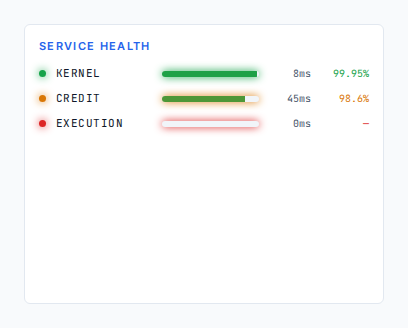 SERVICE HEALTH
KERNEL 8ms 99.95%
CREDIT 45ms 98.6%
EXECUTION 0ms —